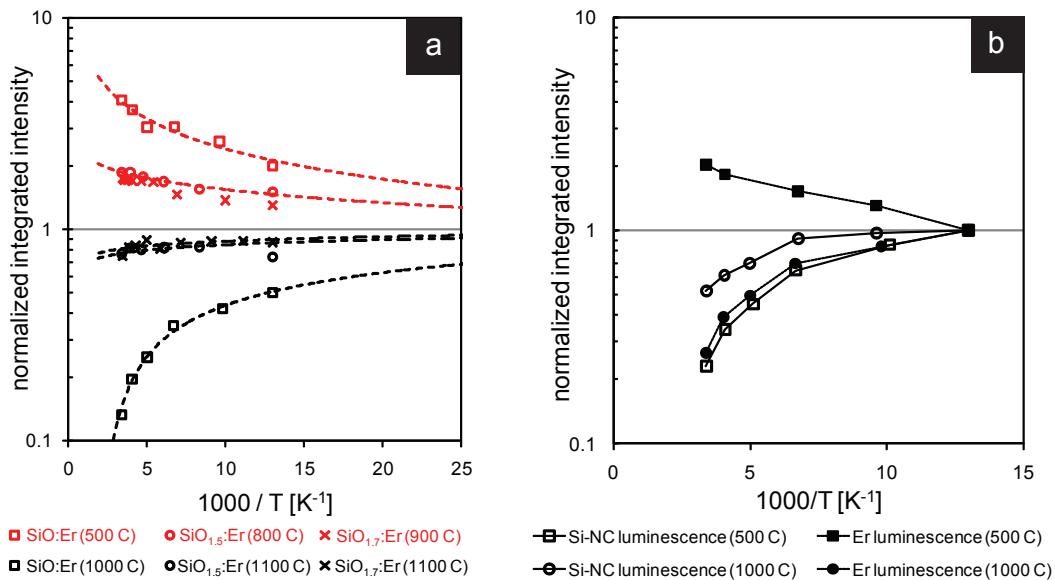 a
10
1
0.1
normalized integrated intensity
0 5 10 15 20 25
1000 / T [K⁻¹]
SiO:Er (500 C) SiO₁.₅:Er (800 C) SiO₁.₇:Er (900 C)
SiO:Er (1000 C) SiO₁.₅:Er (1100 C) SiO₁.₇:Er (1100 C)
b
10
1
0.1
normalized integrated intensity
0 5 10 15
1000/T [K⁻¹]
Si-NC luminescence (500 C) Er luminescence (500 C)
Si-NC luminescence (1000 C) Er luminescence (1000 C)